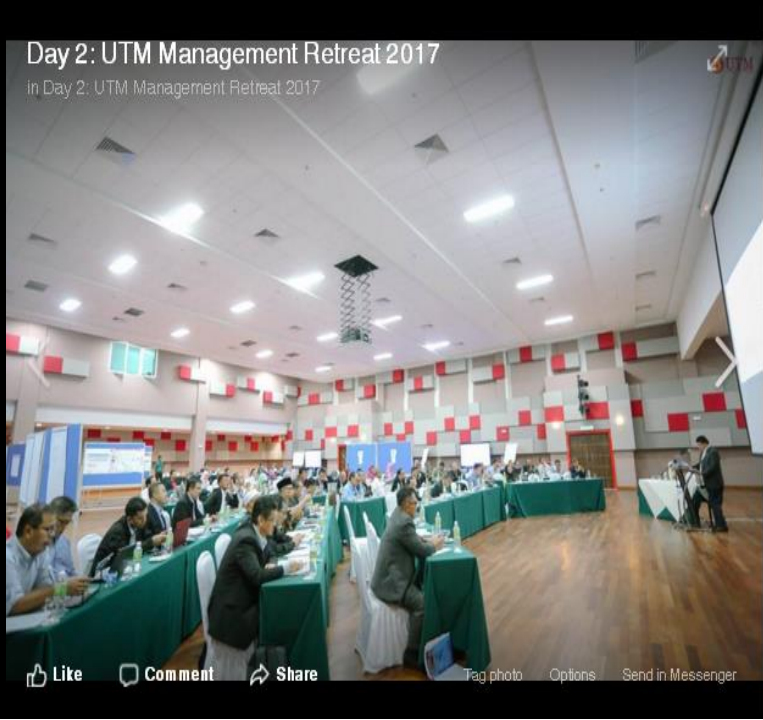 Day 2: UTM Management Retreat 2017
in Day 2: UTM Management Retreat 2017
UTM
Like Comment Share Tag photo Options Send in Messenger